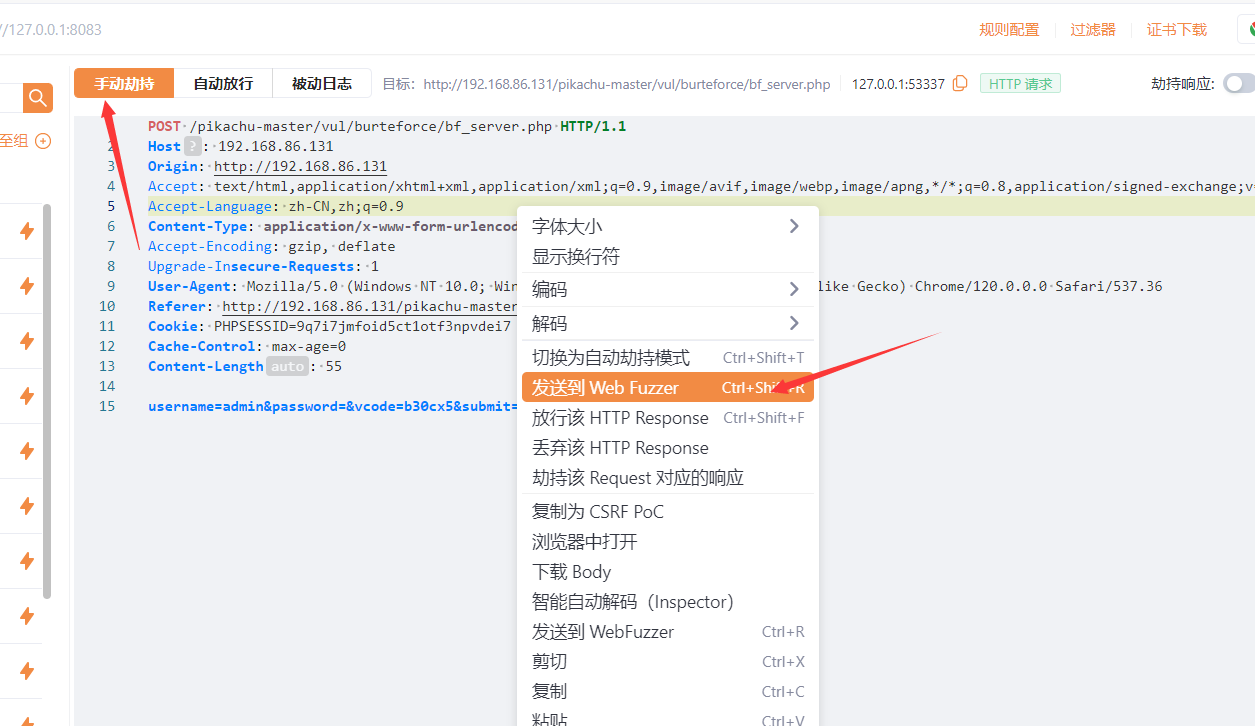 //127.0.0.1:8083
规则配置 过滤器 证书下载
手动劫持 自动放行 被动日志 目标: http://192.168.86.131/pikachu-master/vul/burteforce/bf_server.php 127.0.0.1:53337 HTTP 请求 劫持响应:
至组
POST /pikachu-master/vul/burteforce/bf_server.php HTTP/1.1
2 Host ? : 192.168.86.131
3 Origin: http://192.168.86.131
4 Accept: text/html,application/xhtml+xml,application/xml;q=0.9,image/avif,image/webp,image/apng,*/*;q=0.8,application/signed-exchange;v=
5 Accept-Language: zh-CN,zh;q=0.9
6 Content-Type: application/x-www-form-urlencod
7 Accept-Encoding: gzip, deflate
8 Upgrade-Insecure-Requests: 1
9 User-Agent: Mozilla/5.0 (Windows NT 10.0; Win like Gecko) Chrome/120.0.0.0 Safari/537.36
10 Referer: http://192.168.86.131/pikachu-master
11 Cookie: PHPSESSID=9q7i7jmfoid5ct1otf3npvdei7
12 Cache-Control: max-age=0
13 Content-Length auto : 55
14
15 username=admin&password=&vcode=b30cx5&submit=
字体大小
显示换行符
编码
解码
切换为自动劫持模式 Ctrl+Shift+T
发送到 Web Fuzzer Ctrl+Shift+R
放行该 HTTP Response Ctrl+Shift+F
丢弃该 HTTP Response
劫持该 Request 对应的响应
复制为 CSRF PoC
浏览器中打开
下载 Body
智能自动解码（Inspector）
发送到 WebFuzzer Ctrl+R
剪切 Ctrl+X
复制 Ctrl+C
粘贴 Ctrl+V